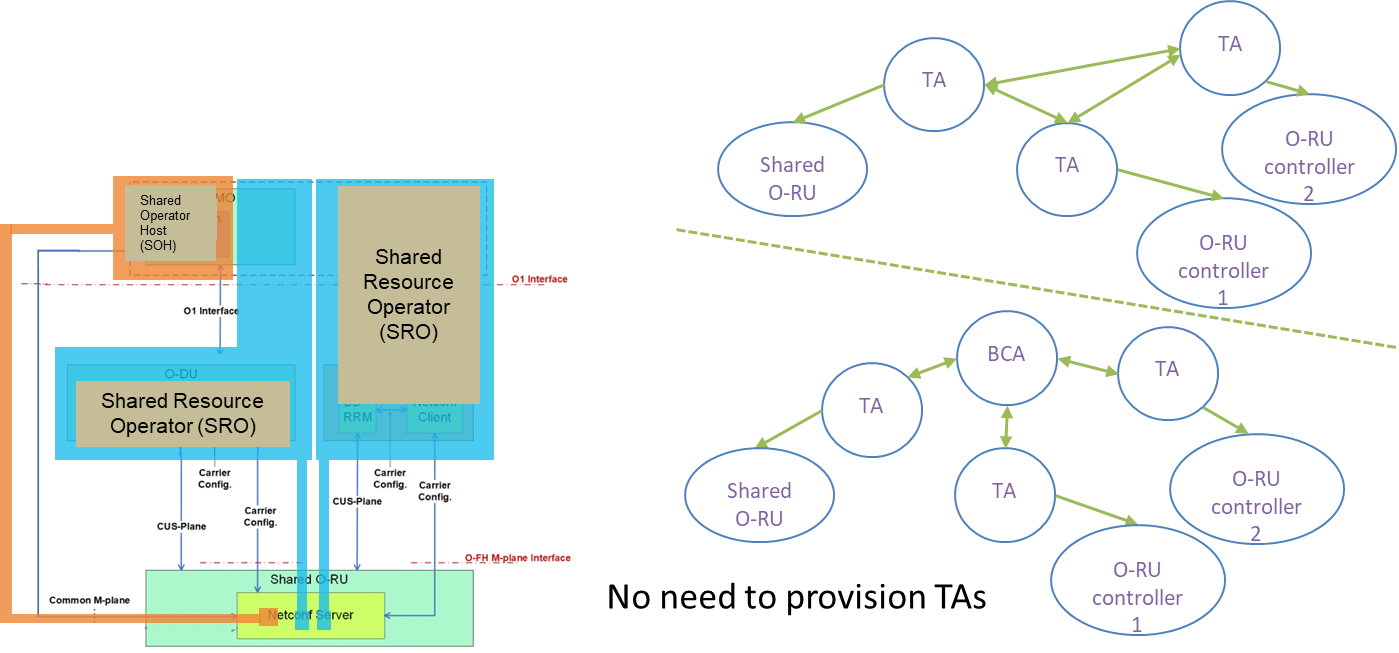 Shared
Operator
Host
(SOH)
MO
Shared
Resource
Operator
(SRO)
O1 Interface
O1 Interface
O-DU
Shared Resource
Operator (SRO)
RRM
Client
Carrier
Config.
Carrier
Config.
CUS-Plane
Carrier
Config.
Carrier
Config.
CUS-Plane
O-FH M-plane Interface
Shared O-RU
Common M-plane
Netconf Server
TA
TA
TA
Shared
O-RU
O-RU
controller
2
O-RU
controller
1
BCA
TA
TA
TA
Shared
O-RU
O-RU
controller
2
O-RU
controller
1
No need to provision TAs